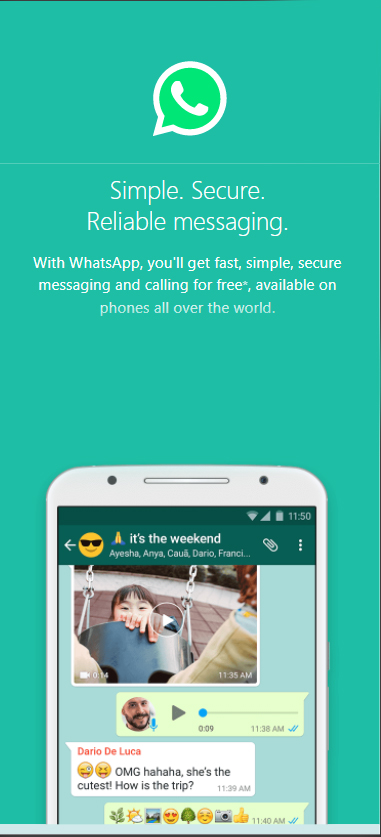 Simple. Secure.
Reliable messaging.
With WhatsApp, you'll get fast, simple, secure
messaging and calling for free*, available on
phones all over the world.
11:50
🙏 it's the weekend
Ayesha, Anya, Cauã, Dario, Franci...
0:14 11:35 AM
0:09 11:38 AM
Dario De Luca
😜😆 OMG hahaha, she's the
cutest! How is the trip?
11:39 AM
🌿🌤️🏞️😍🌳☺️📷👍 11:40 AM